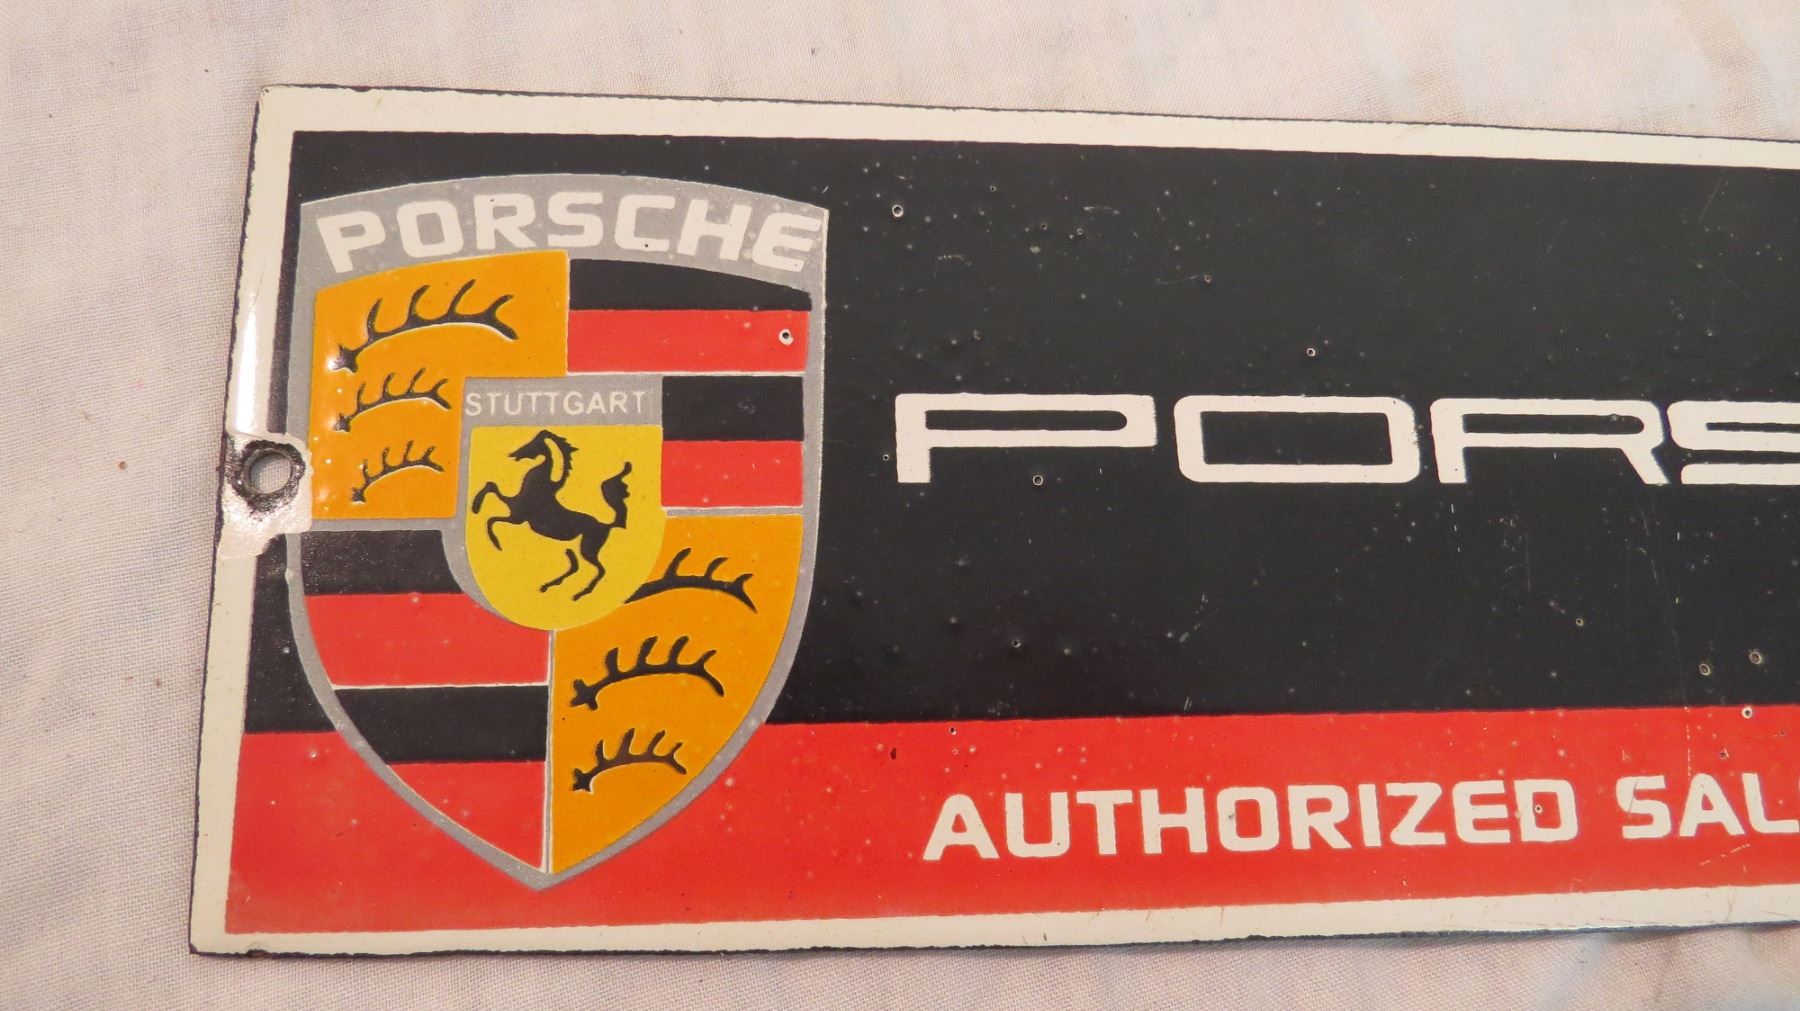 PORSCHE
STUTTGART
PORS
AUTHORIZED SAL